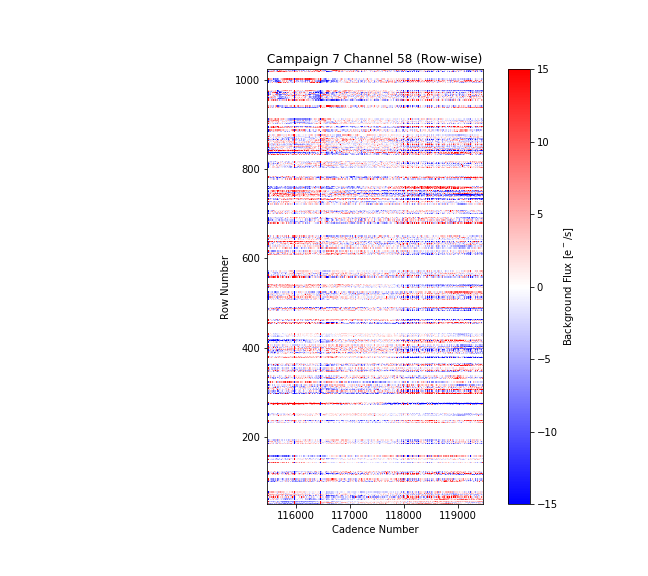 Campaign 7 Channel 58 (Row-wise)
1000
800
600
400
200
Row Number
116000 117000 118000 119000
Cadence Number
15
10
5
0
−5
−10
−15
Background Flux [e⁻/s]